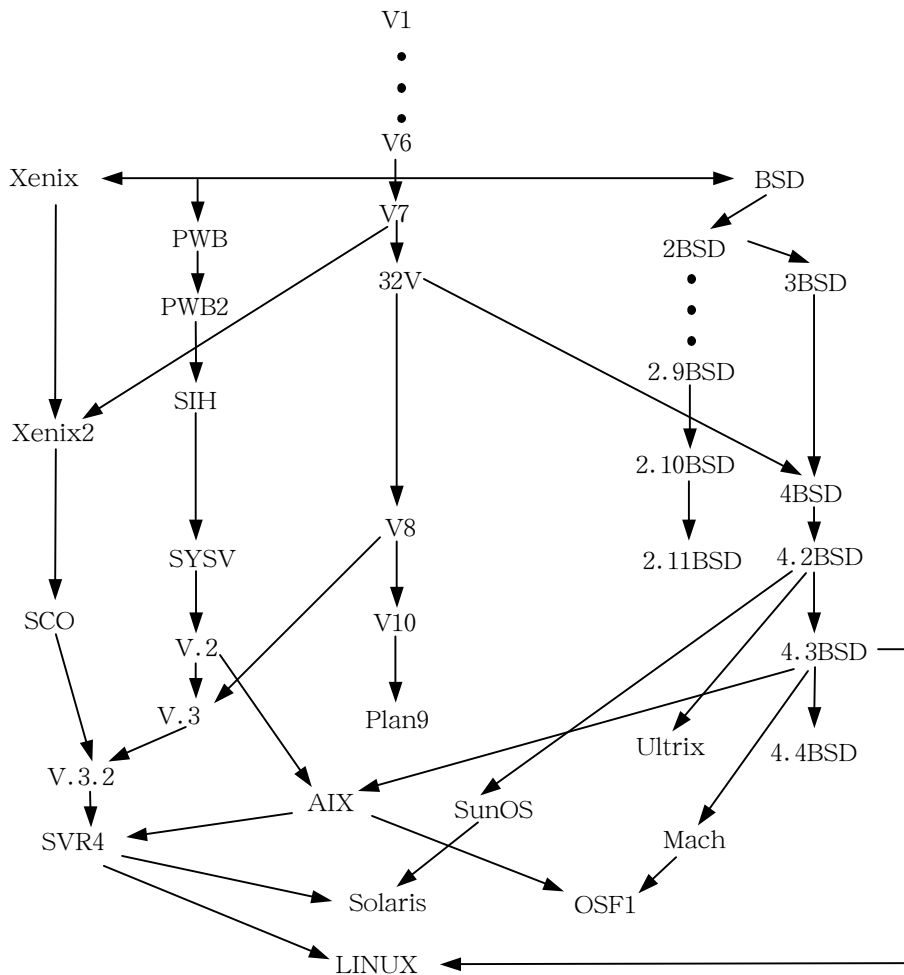 V1
V6
Xenix
BSD
V7
PWB
2BSD
32V
3BSD
PWB2
2.9BSD
SIH
Xenix2
2.10BSD
4BSD
V8
SYSV
2.11BSD
4.2BSD
SCO
V10
V.2
4.3BSD
V.3
Plan9
Ultrix
4.4BSD
V.3.2
AIX
SunOS
SVR4
Mach
Solaris
OSF1
LINUX